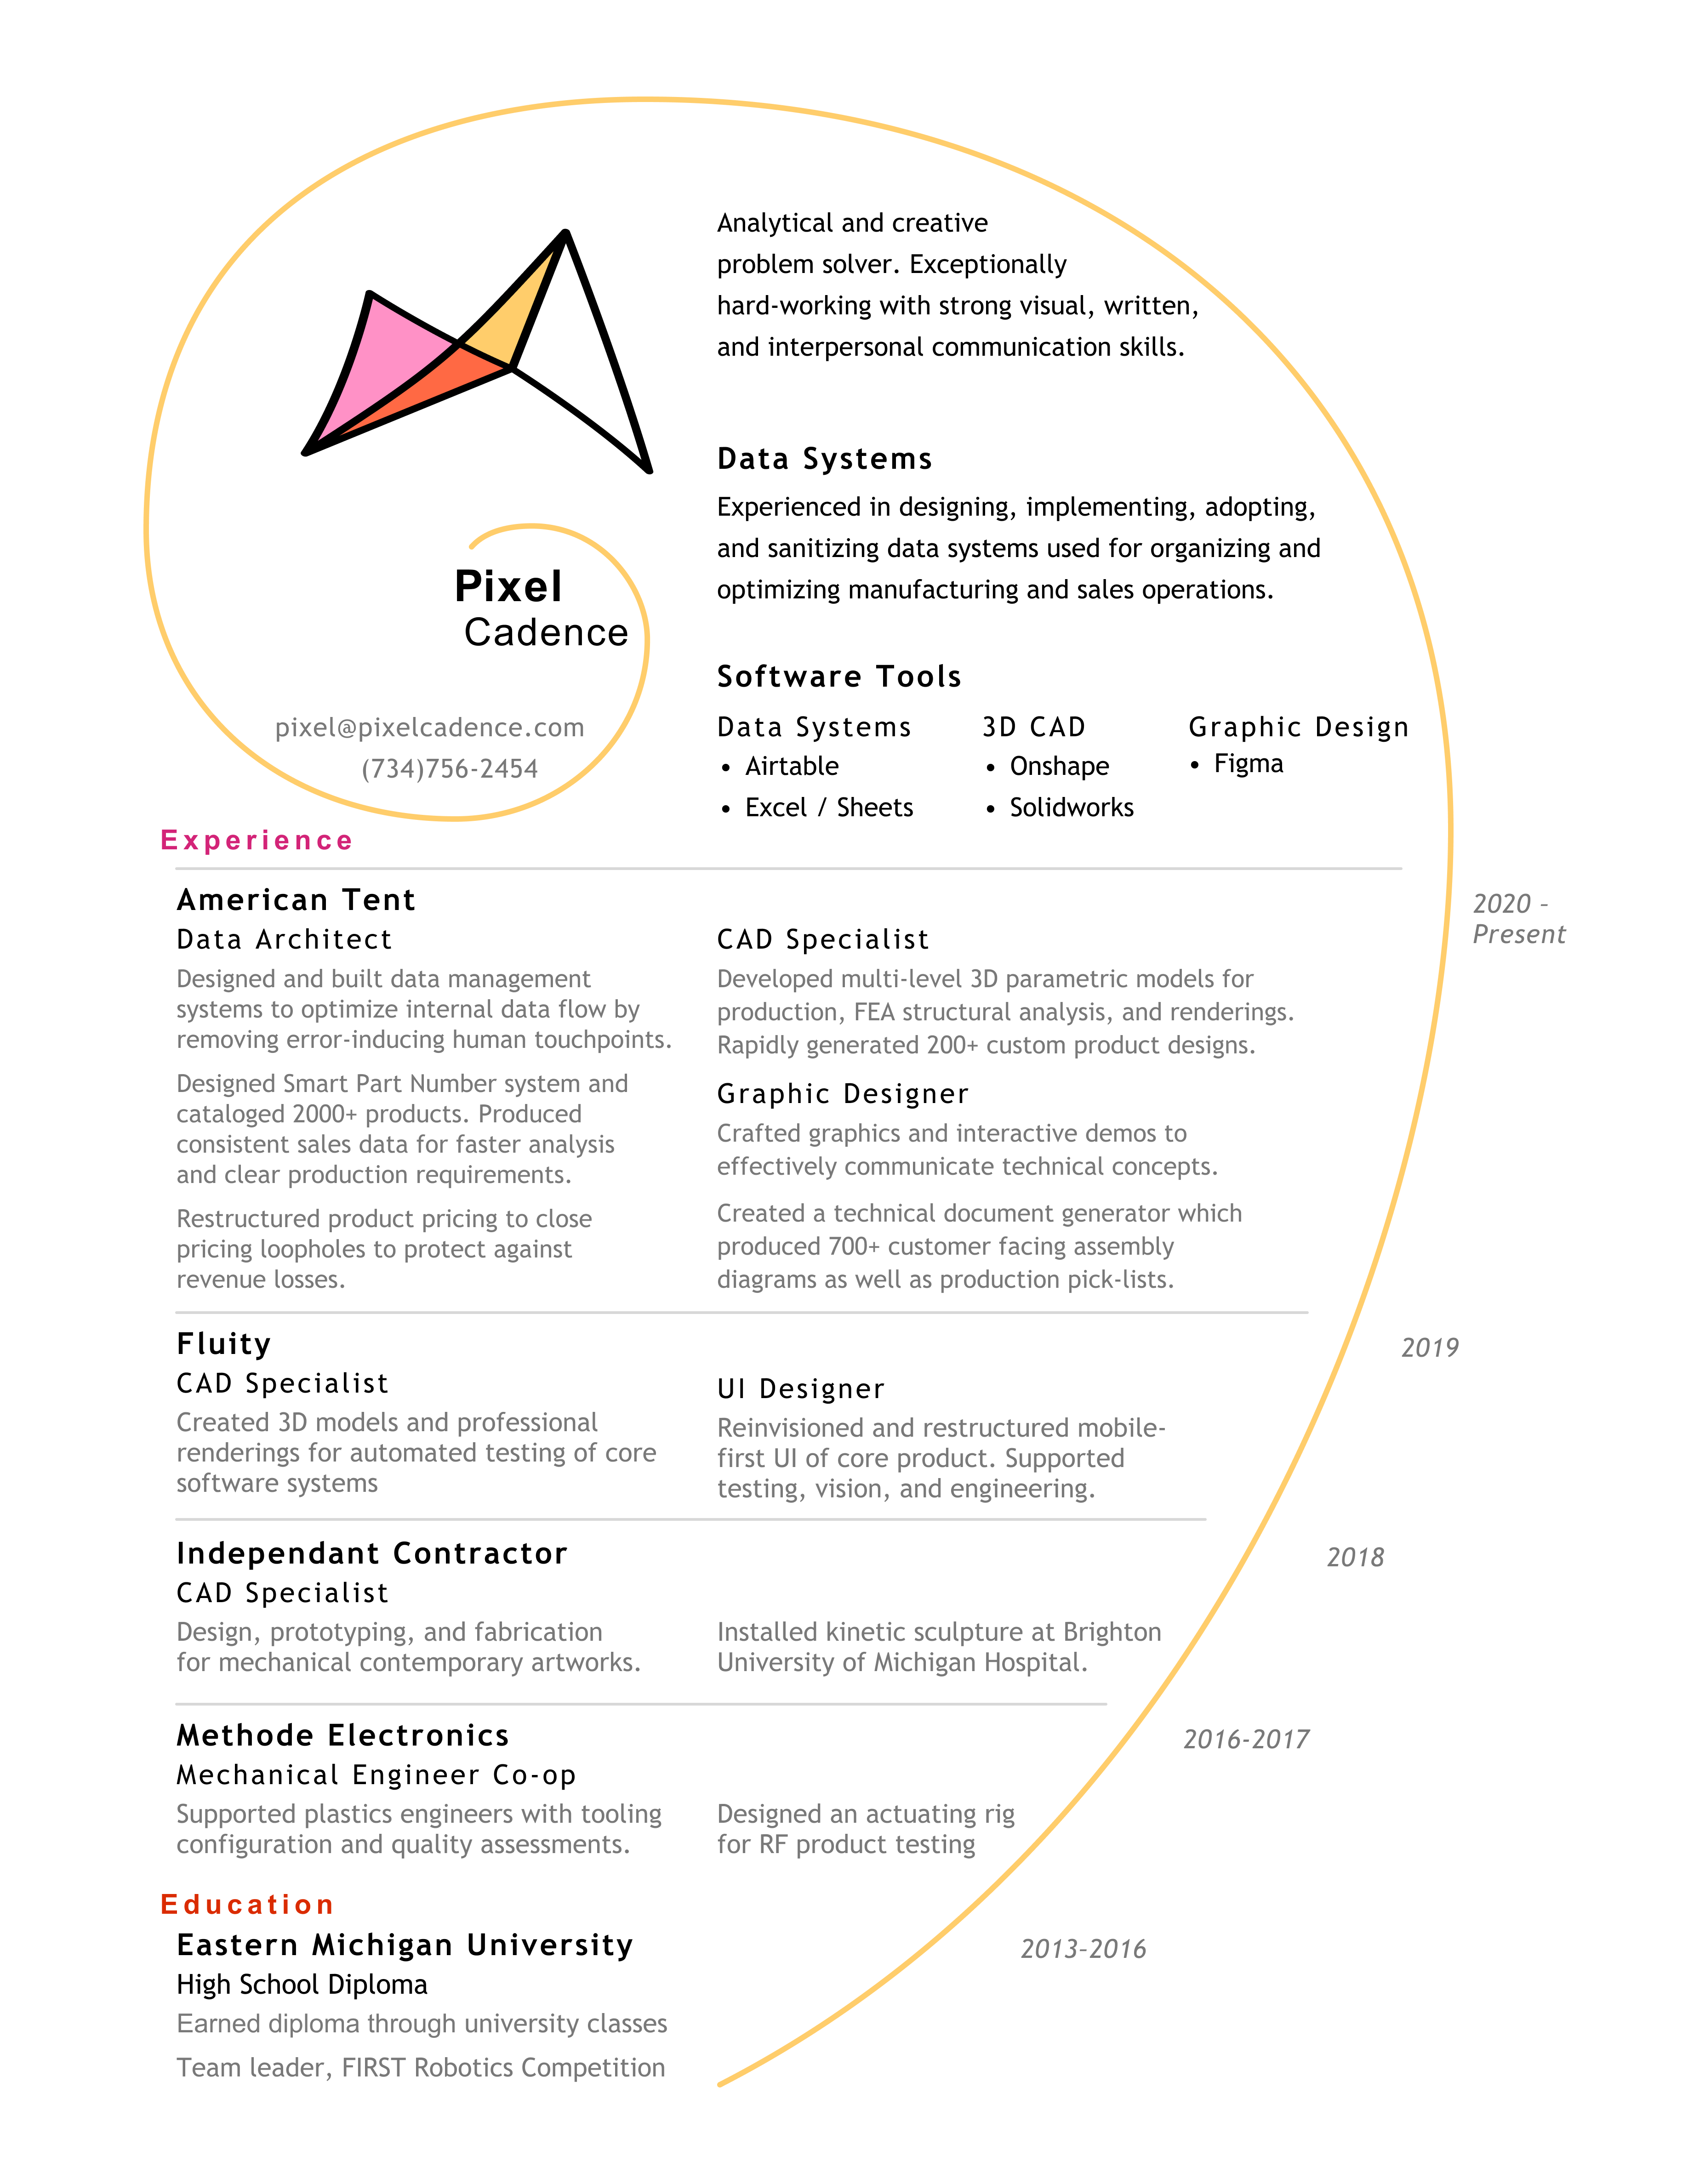 Analytical and creative
problem solver. Exceptionally
hard-working with strong visual, written,
and interpersonal communication skills.
Data Systems
Experienced in designing, implementing, adopting,
and sanitizing data systems used for organizing and
optimizing manufacturing and sales operations.
Pixel
Cadence
pixel@pixelcadence.com
(734)756-2454
Software Tools
Data Systems
• Airtable
• Excel / Sheets
3D CAD
• Onshape
• Solidworks
Graphic Design
• Figma
Experience
American Tent
2020 – Present
Data Architect
Designed and built data management
systems to optimize internal data flow by
removing error-inducing human touchpoints.
Designed Smart Part Number system and
cataloged 2000+ products. Produced
consistent sales data for faster analysis
and clear production requirements.
Restructured product pricing to close
pricing loopholes to protect against
revenue losses.
CAD Specialist
Developed multi-level 3D parametric models for
production, FEA structural analysis, and renderings.
Rapidly generated 200+ custom product designs.
Graphic Designer
Crafted graphics and interactive demos to
effectively communicate technical concepts.
Created a technical document generator which
produced 700+ customer facing assembly
diagrams as well as production pick-lists.
Fluity
2019
CAD Specialist
Created 3D models and professional
renderings for automated testing of core
software systems
UI Designer
Reinvisioned and restructured mobile-
first UI of core product. Supported
testing, vision, and engineering.
Independant Contractor
2018
CAD Specialist
Design, prototyping, and fabrication
for mechanical contemporary artworks.
Installed kinetic sculpture at Brighton
University of Michigan Hospital.
Methode Electronics
2016-2017
Mechanical Engineer Co-op
Supported plastics engineers with tooling
configuration and quality assessments.
Designed an actuating rig
for RF product testing
Education
Eastern Michigan University
2013–2016
High School Diploma
Earned diploma through university classes
Team leader, FIRST Robotics Competition